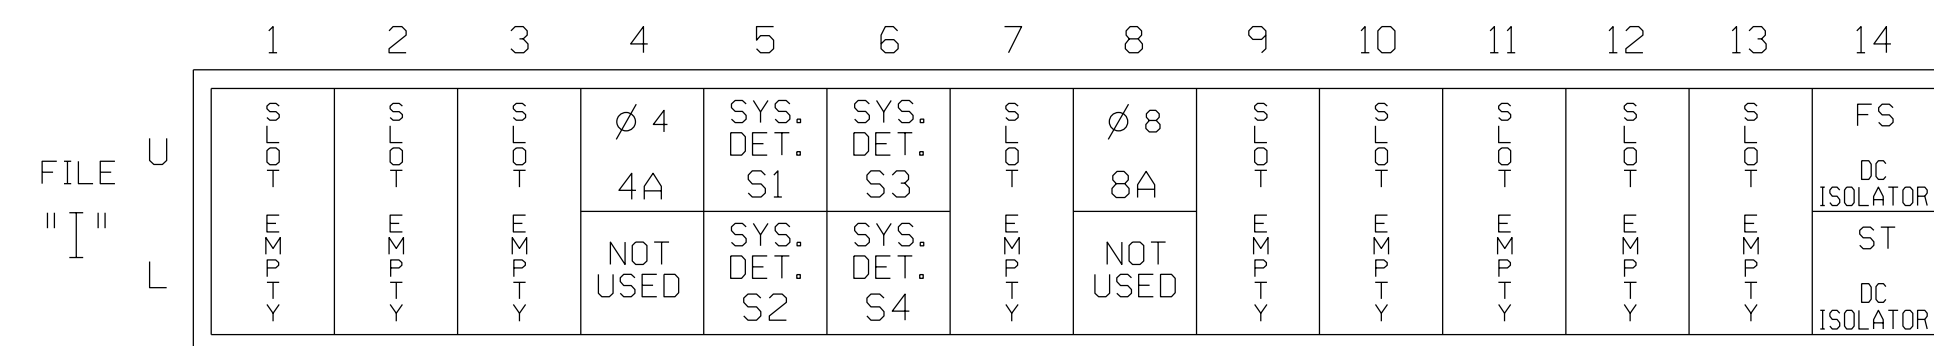 1 2 3 4 5 6 7 8 9 10 11 12 13 14
FILE
"I"
U
L
SLOT EMPTY
SLOT EMPTY
SLOT EMPTY
Ø 4
4A
NOT
USED
SYS.
DET.
S1
SYS.
DET.
S2
SYS.
DET.
S3
SYS.
DET.
S4
SLOT EMPTY
Ø 8
8A
NOT
USED
SLOT EMPTY
SLOT EMPTY
SLOT EMPTY
SLOT EMPTY
SLOT EMPTY
FS
DC
ISOLATOR
ST
DC
ISOLATOR